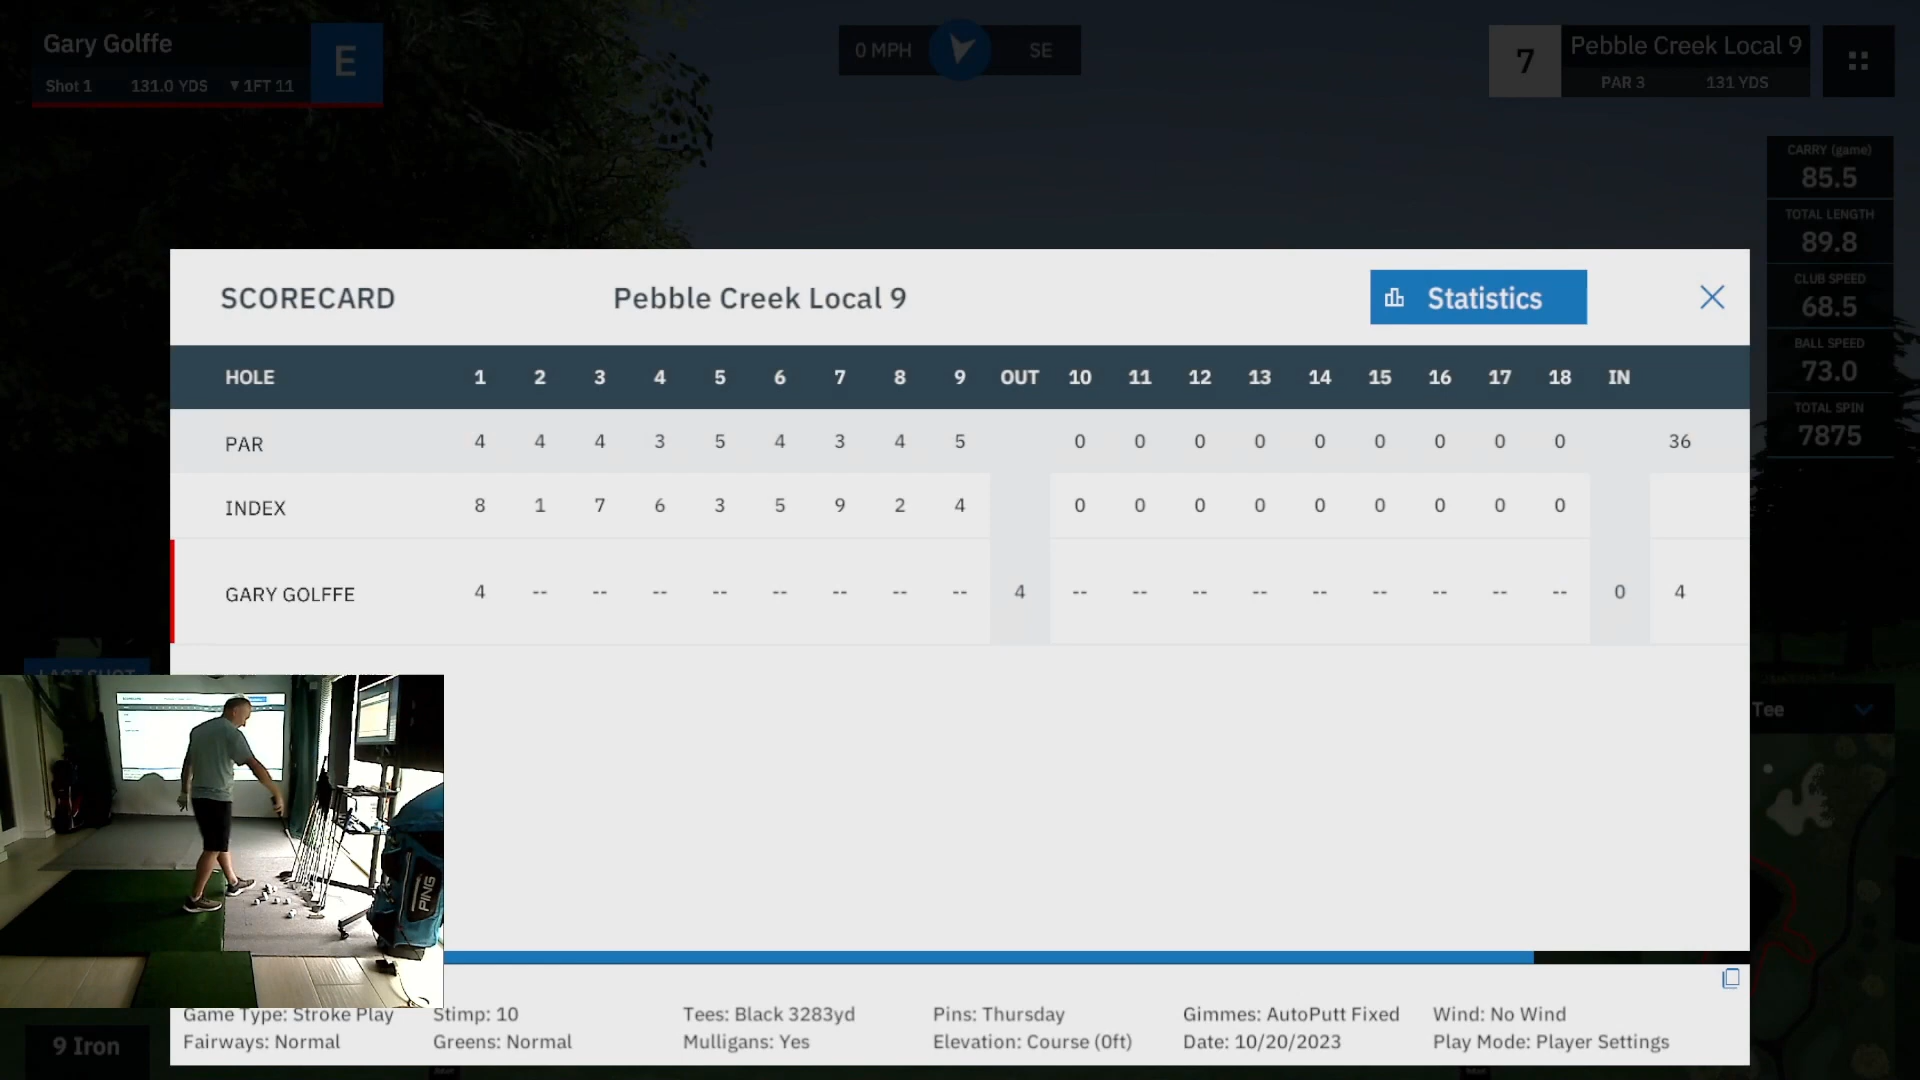 Gary Golffe
Shot 1 131.0 YDS ▼1FT 11
E
0 MPH SE
7
Pebble Creek Local 9
PAR 3 131 YDS
CARRY (game)
85.5
TOTAL LENGTH
89.8
CLUB SPEED
68.5
BALL SPEED
73.0
TOTAL SPIN
7875
SCORECARD Pebble Creek Local 9 Statistics
HOLE 1 2 3 4 5 6 7 8 9 OUT 10 11 12 13 14 15 16 17 18 IN
PAR 4 4 4 3 5 4 3 4 5 0 0 0 0 0 0 0 0 0 36
INDEX 8 1 7 6 3 5 9 2 4 0 0 0 0 0 0 0 0 0
GARY GOLFFE 4 -- -- -- -- -- -- -- -- 4 -- -- -- -- -- -- -- -- -- 0 4
LAST SHOT
Tee
PING
Game Type: Stroke Play Stimp: 10 Tees: Black 3283yd Pins: Thursday Gimmes: AutoPutt Fixed Wind: No Wind
Fairways: Normal Greens: Normal Mulligans: Yes Elevation: Course (0ft) Date: 10/20/2023 Play Mode: Player Settings
9 Iron